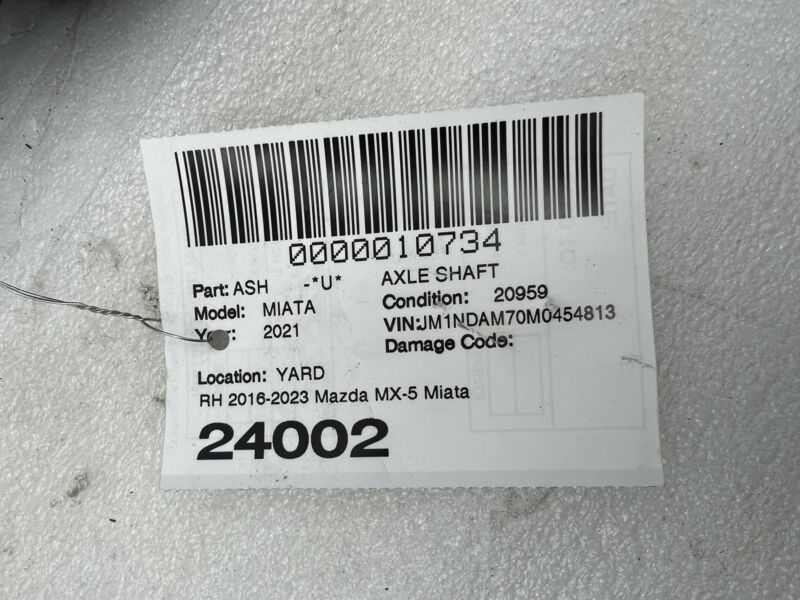 0000010734
Part: ASH -*U* AXLE SHAFT
Model: MIATA Condition: 20959
Year: 2021 VIN:JM1NDAM70M0454813
Damage Code:
Location: YARD
RH 2016-2023 Mazda MX-5 Miata
24002